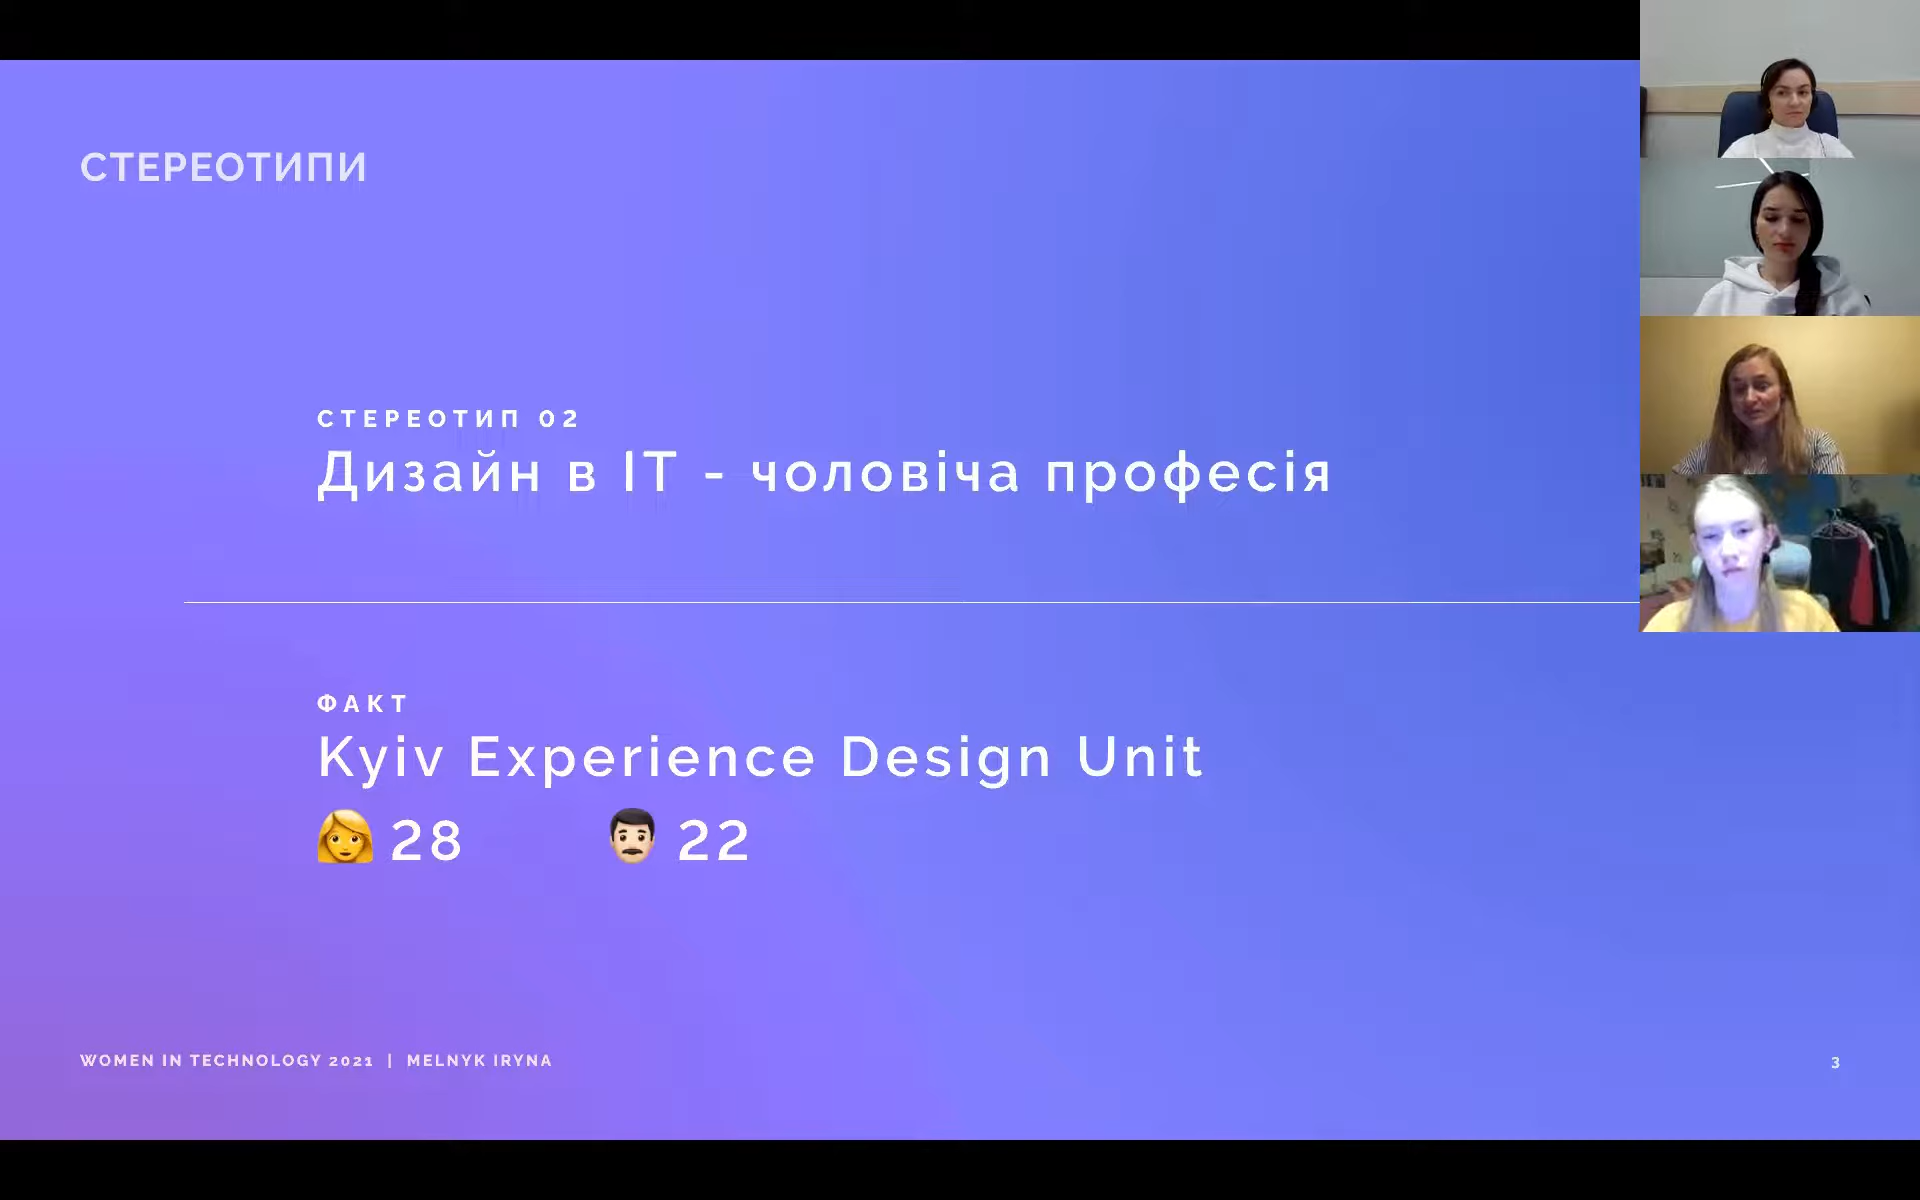 СТЕРЕОТИПИ
СТЕРЕОТИП 02
Дизайн в ІТ - чоловіча професія
ФАКТ
Kyiv Experience Design Unit
28 22
WOMEN IN TECHNOLOGY 2021 | MELNYK IRYNA
3